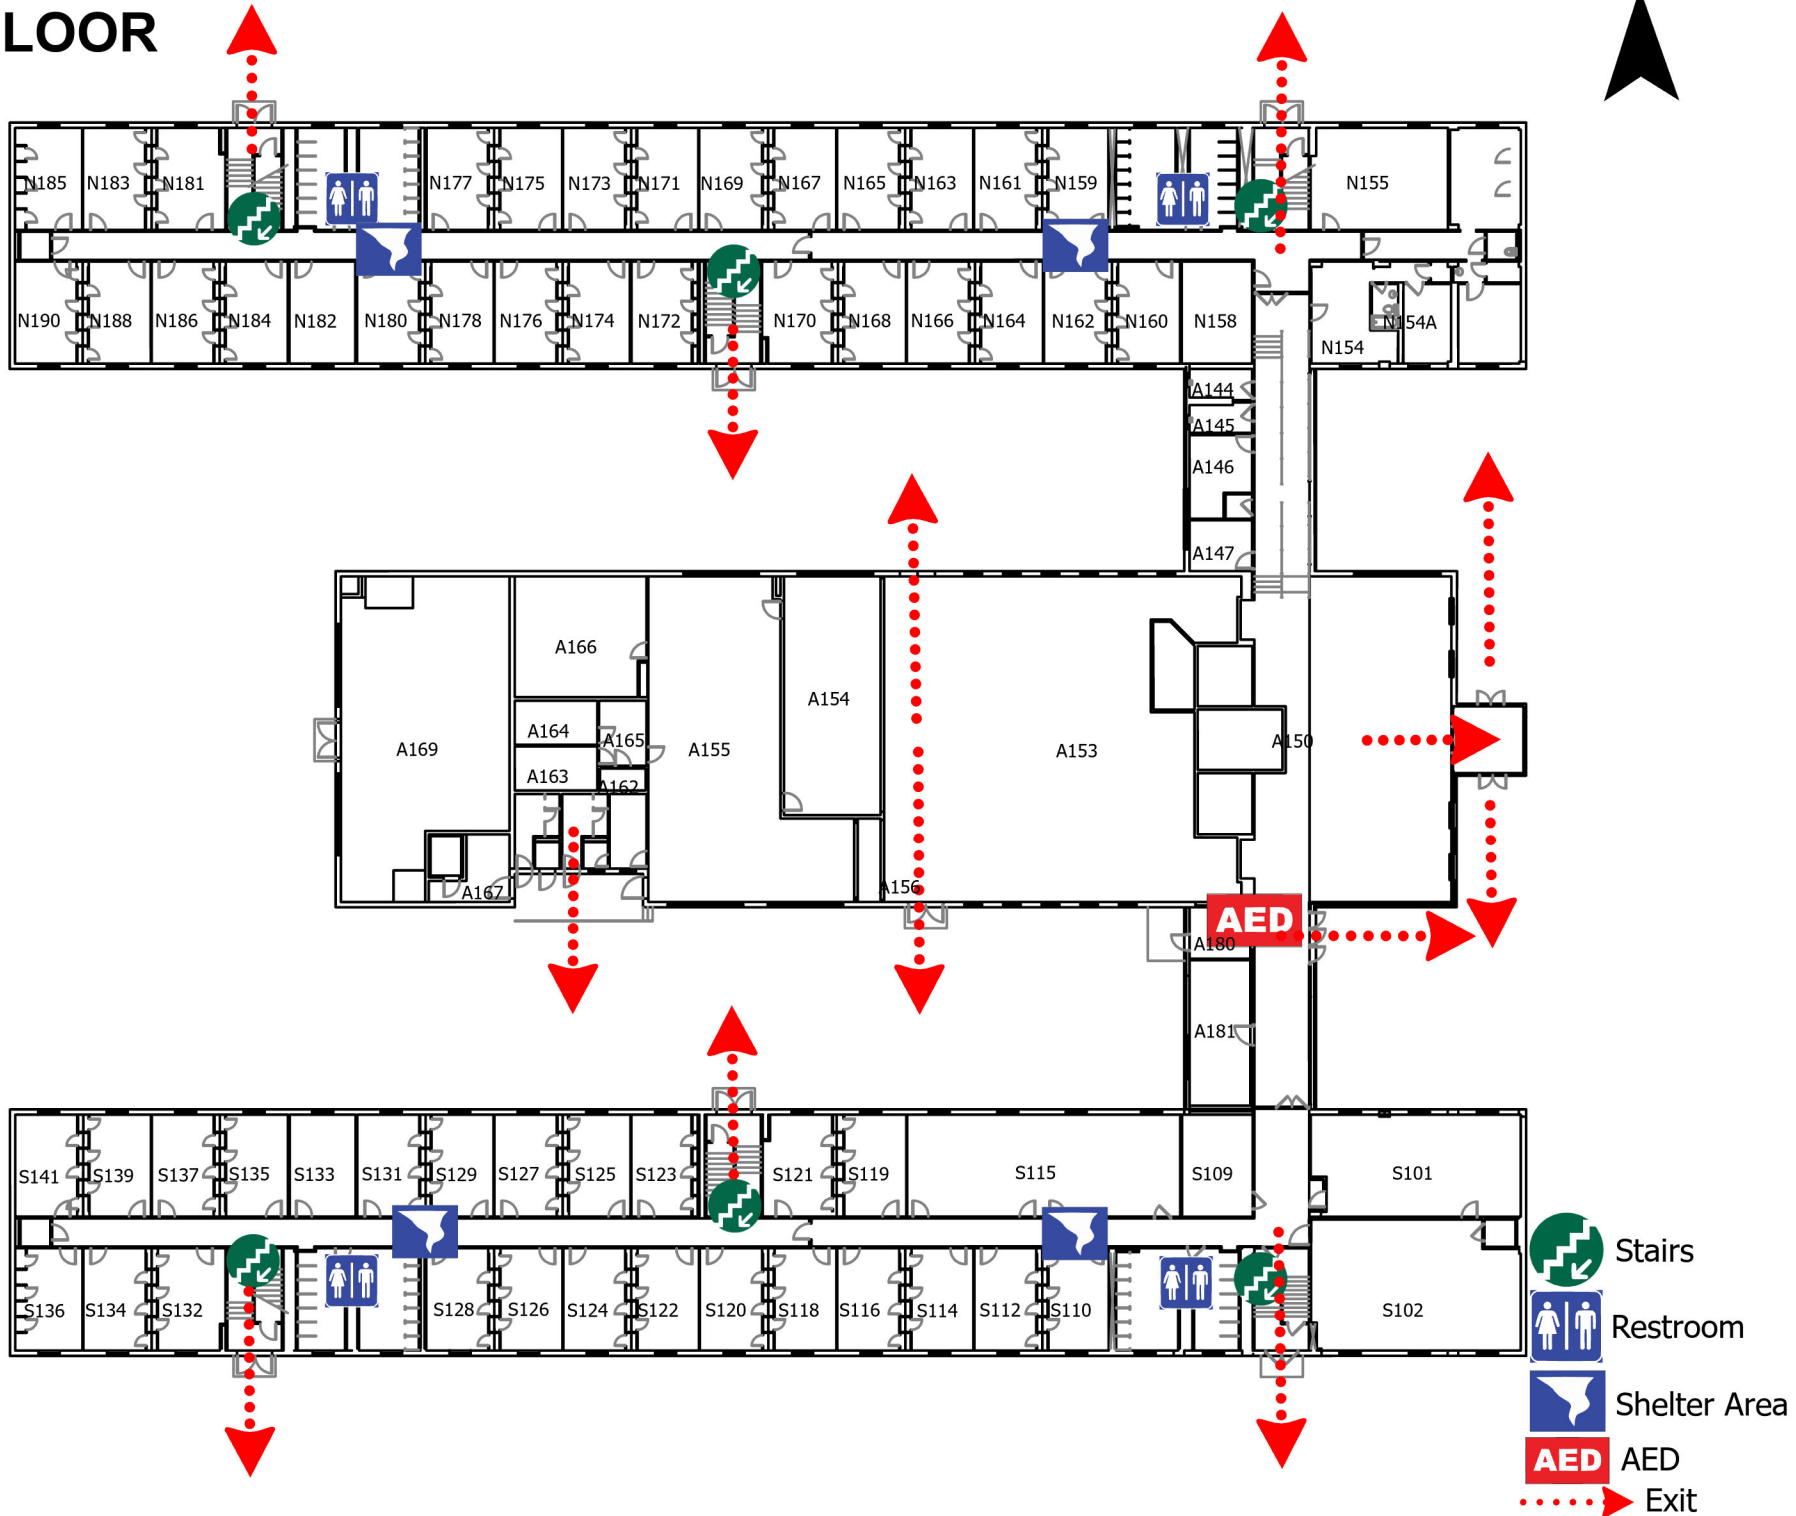 LOOR
N185 N183 N181 N177 N175 N173 N171 N169 N167 N165 N163 N161 N159 N155
N190 N188 N186 N184 N182 N180 N178 N176 N174 N172 N170 N168 N166 N164 N162 N160 N158 N154A
N154
A144
A145
A146
A147
A166
A154
A164 A165
A169 A155 A153 A150
A163
A162
A167 A156
AED
A180
A181
S141 S139 S137 S135 S133 S131 S129 S127 S125 S123 S121 S119 S115 S109 S101
S136 S134 S132 S128 S126 S124 S122 S120 S118 S116 S114 S112 S110 S102
Stairs
Restroom
Shelter Area
AED AED
Exit